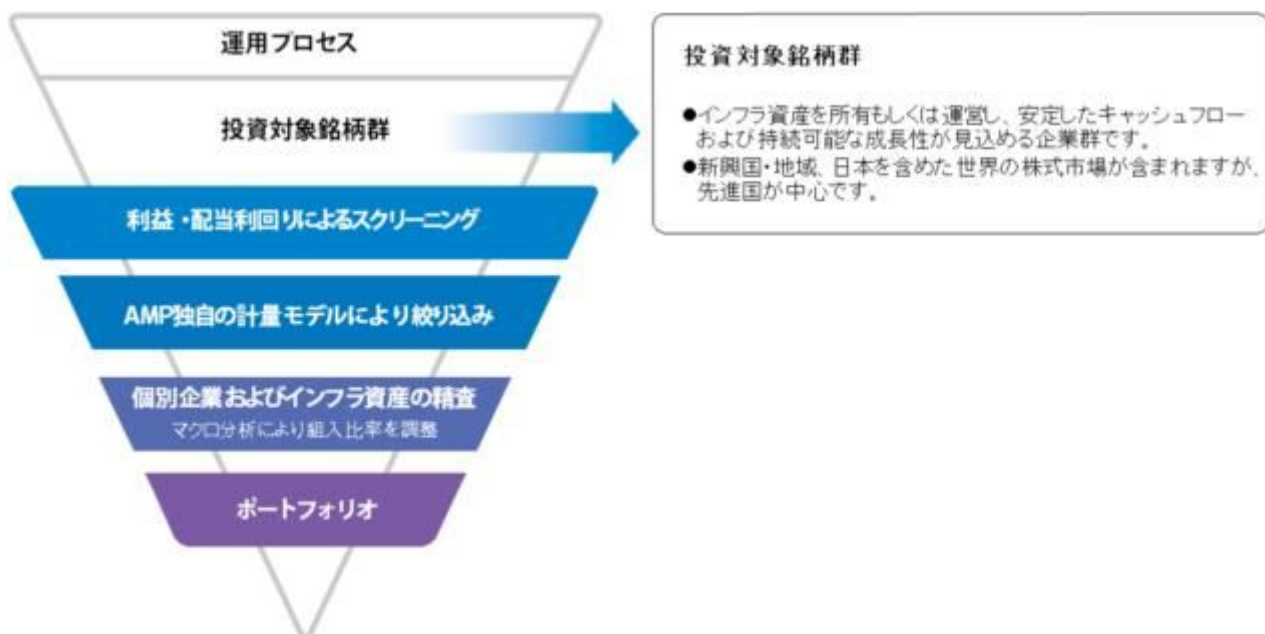 運用プロセス
投資対象銘柄群
利益・配当利回りによるスクリーニング
AMP独自の計量モデルにより絞り込み
個別企業およびインフラ資産の精査
マクロ分析により組入比率を調整
ポートフォリオ
投資対象銘柄群
●インフラ資産を所有もしくは運営し、安定したキャッシュフロー
および持続可能な成長性が見込める企業群です。
●新興国・地域、日本を含めた世界の株式市場が含まれますが、
先進国が中心です。